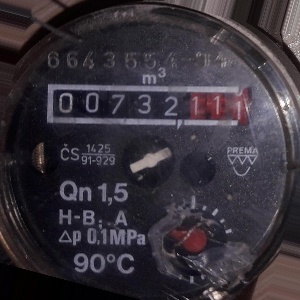 m³
00732,111
ČS 1425
91-929
PREMA
Qn 1,5
H-B; A
Δp 0,1MPa
90°C